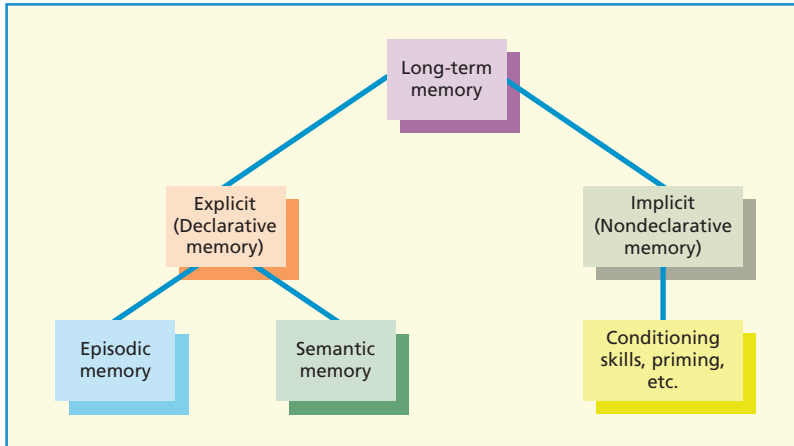 Long-term
memory
Explicit
(Declarative
memory)
Implicit
(Nondeclarative
memory)
Episodic
memory
Semantic
memory
Conditioning
skills, priming,
etc.